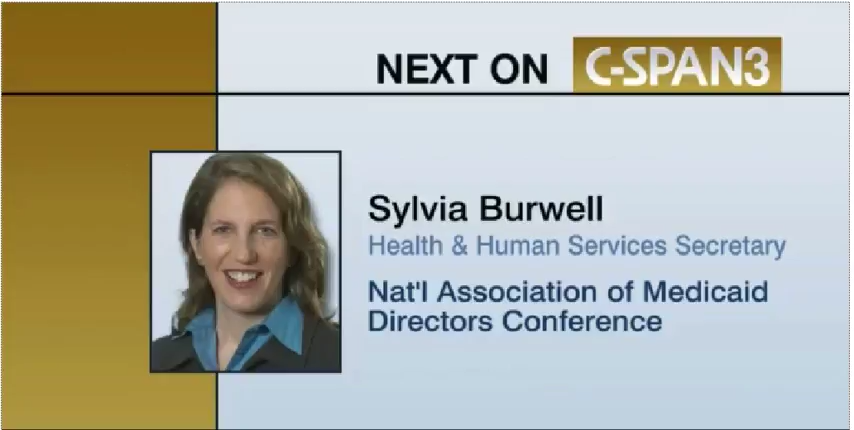 NEXT ON C-SPAN3
Sylvia Burwell
Health & Human Services Secretary
Nat'l Association of Medicaid
Directors Conference